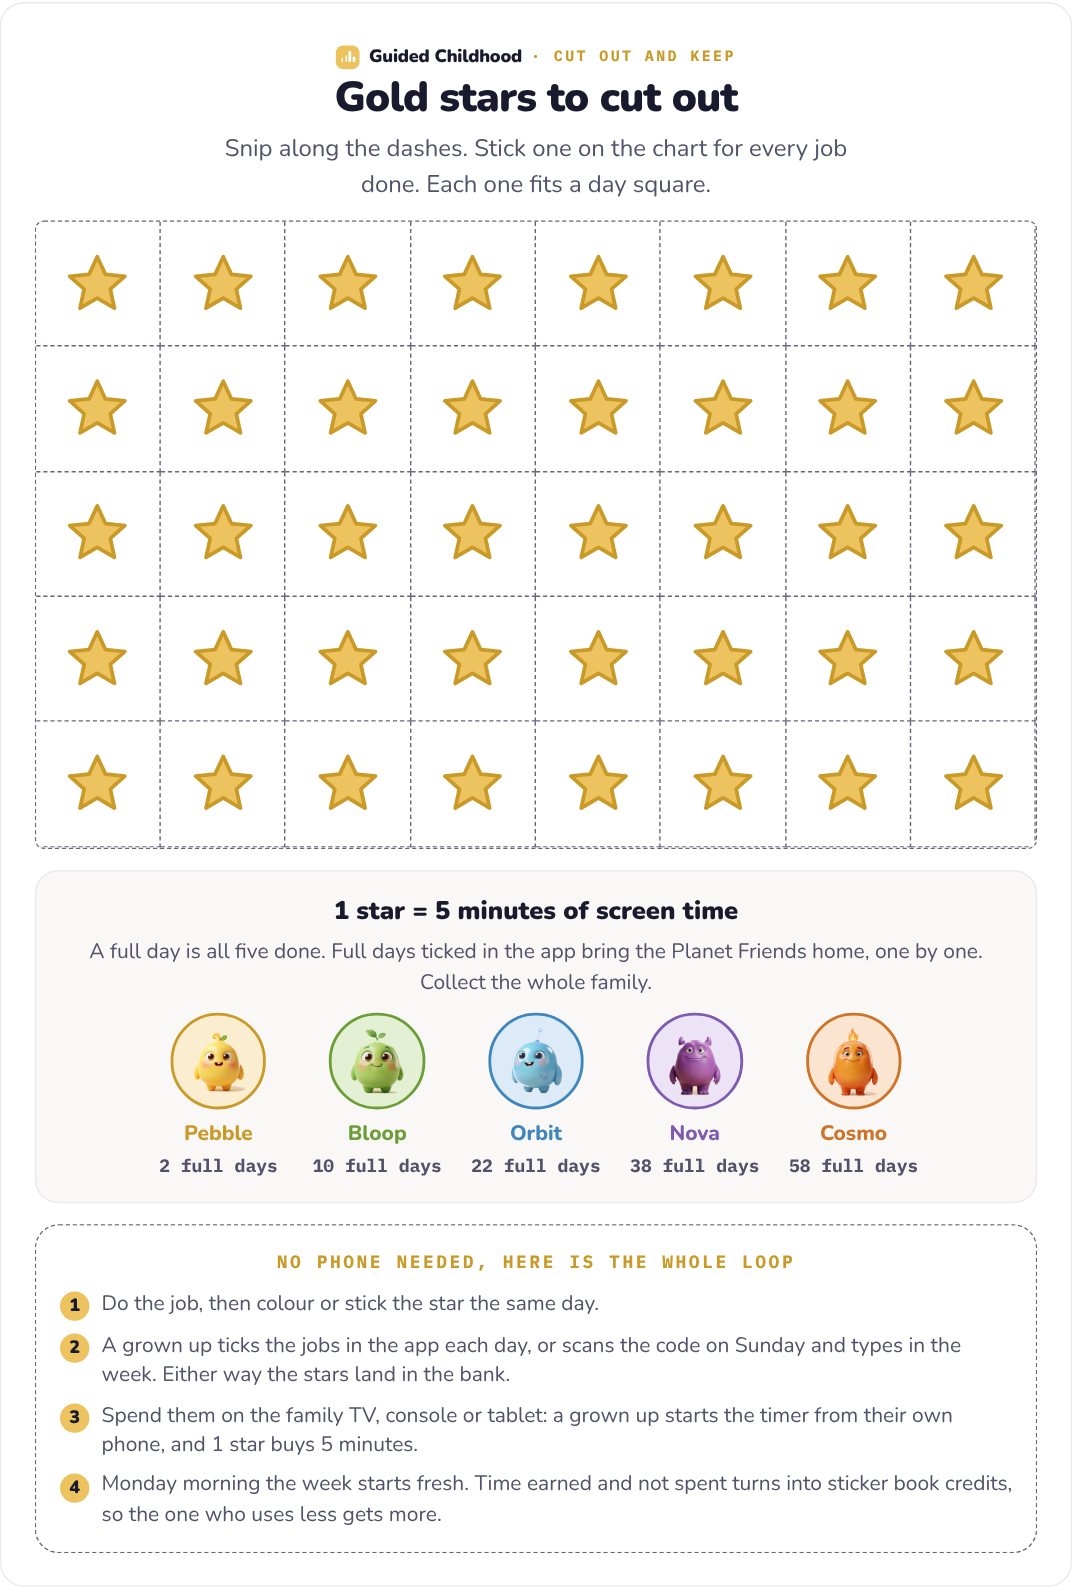 Guided Childhood · CUT OUT AND KEEP
Gold stars to cut out
Snip along the dashes. Stick one on the chart for every job
done. Each one fits a day square.
1 star = 5 minutes of screen time
A full day is all five done. Full days ticked in the app bring the Planet Friends home, one by one.
Collect the whole family.
Pebble Bloop Orbit Nova Cosmo
2 full days 10 full days 22 full days 38 full days 58 full days
NO PHONE NEEDED, HERE IS THE WHOLE LOOP
1 Do the job, then colour or stick the star the same day.
2 A grown up ticks the jobs in the app each day, or scans the code on Sunday and types in the
week. Either way the stars land in the bank.
3 Spend them on the family TV, console or tablet: a grown up starts the timer from their own
phone, and 1 star buys 5 minutes.
4 Monday morning the week starts fresh. Time earned and not spent turns into sticker book credits,
so the one who uses less gets more.